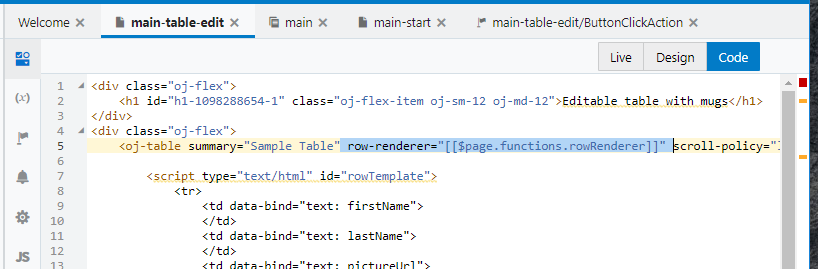 Welcome × main-table-edit × main × main-start × main-table-edit/ButtonClickAction ×
Live Design Code
(x)
JS
1 <div class="oj-flex">
2 <h1 id="h1-1098288654-1" class="oj-flex-item oj-sm-12 oj-md-12">Editable table with mugs</h1>
3 </div>
4 <div class="oj-flex">
5 <oj-table summary="Sample Table" row-renderer="[[$page.functions.rowRenderer]]" scroll-policy="
6
7 <script type="text/html" id="rowTemplate">
8 <tr>
9 <td data-bind="text: firstName">
10 </td>
11 <td data-bind="text: lastName">
12 </td>
13 <td data-bind="text: pictureUrl">